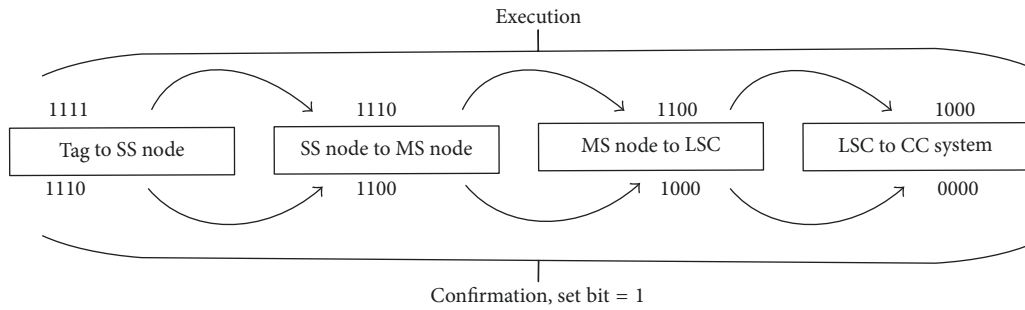 Execution
1111 1110 1100 1000
Tag to SS node SS node to MS node MS node to LSC LSC to CC system
1110 1100 1000 0000
Confirmation, set bit = 1